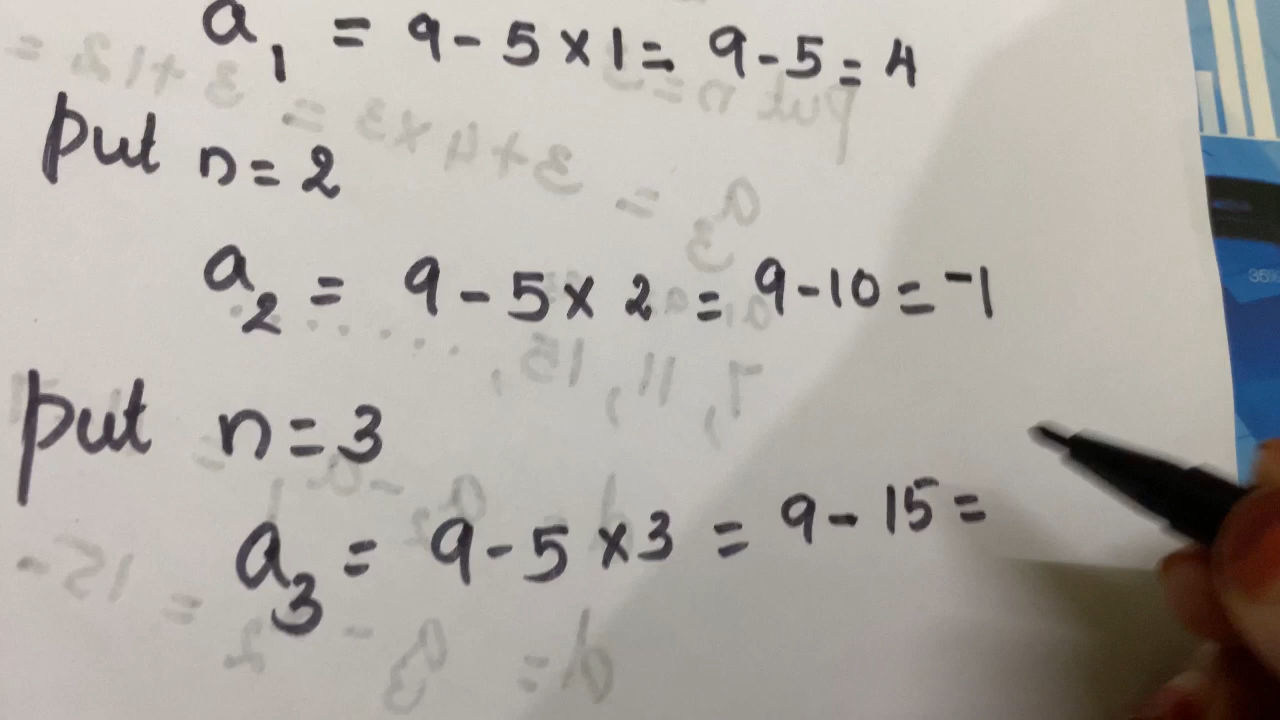 a₁ = 9 - 5 × 1 = 9 - 5 = 4
put n = 2
a₂ = 9 - 5 × 2 = 9 - 10 = -1
put n = 3
a₃ = 9 - 5 × 3 = 9 - 15 =